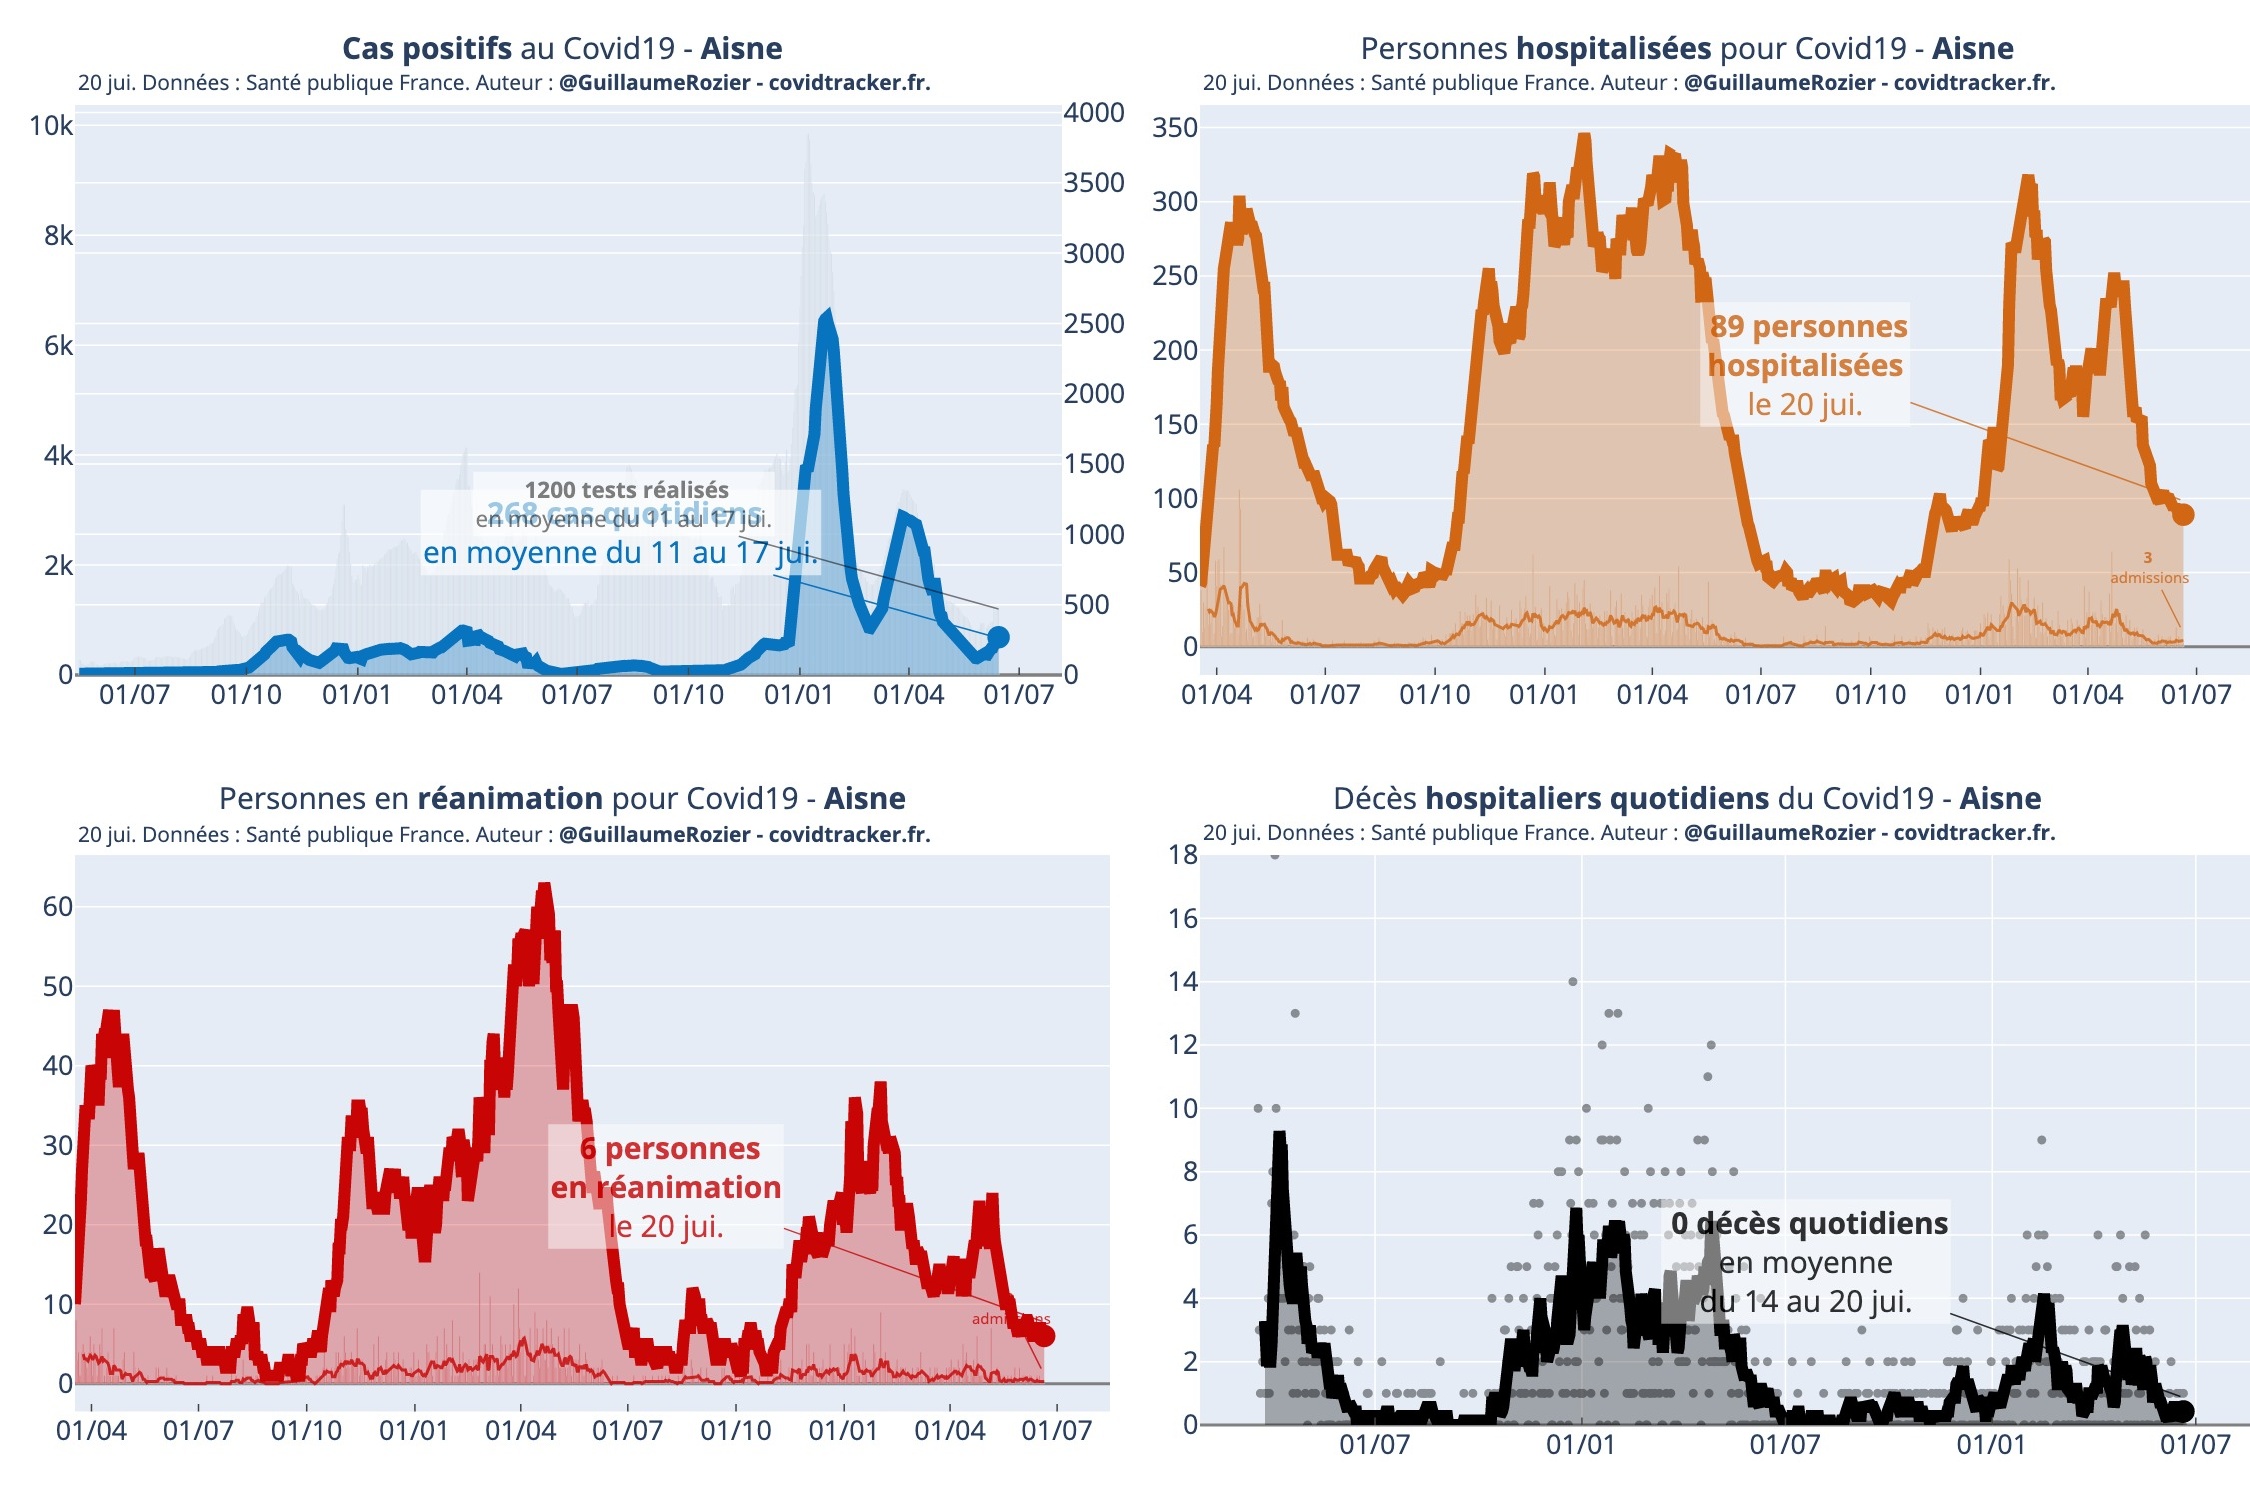 Cas positifs au Covid19 - Aisne
20 jui. Données : Santé publique France. Auteur : @GuillaumeRozier - covidtracker.fr.
10k
8k
6k
4k
2k
0
4000
3500
3000
2500
2000
1500
1000
500
0
1200 tests réalisés
en moyenne du 11 au 17 jui.
268 cas quotidiens
en moyenne du 11 au 17 jui.
01/07 01/10 01/01 01/04 01/07 01/10 01/01 01/04 01/07
Personnes hospitalisées pour Covid19 - Aisne
20 jui. Données : Santé publique France. Auteur : @GuillaumeRozier - covidtracker.fr.
350
300
250
200
150
100
50
0
89 personnes
hospitalisées
le 20 jui.
3
admissions
01/04 01/07 01/10 01/01 01/04 01/07 01/10 01/01 01/04 01/07
Personnes en réanimation pour Covid19 - Aisne
20 jui. Données : Santé publique France. Auteur : @GuillaumeRozier - covidtracker.fr.
60
50
40
30
20
10
0
6 personnes
en réanimation
le 20 jui.
admissions
01/04 01/07 01/10 01/01 01/04 01/07 01/10 01/01 01/04 01/07
Décès hospitaliers quotidiens du Covid19 - Aisne
20 jui. Données : Santé publique France. Auteur : @GuillaumeRozier - covidtracker.fr.
18
16
14
12
10
8
6
4
2
0
0 décès quotidiens
en moyenne
du 14 au 20 jui.
01/07 01/01 01/07 01/01 01/07